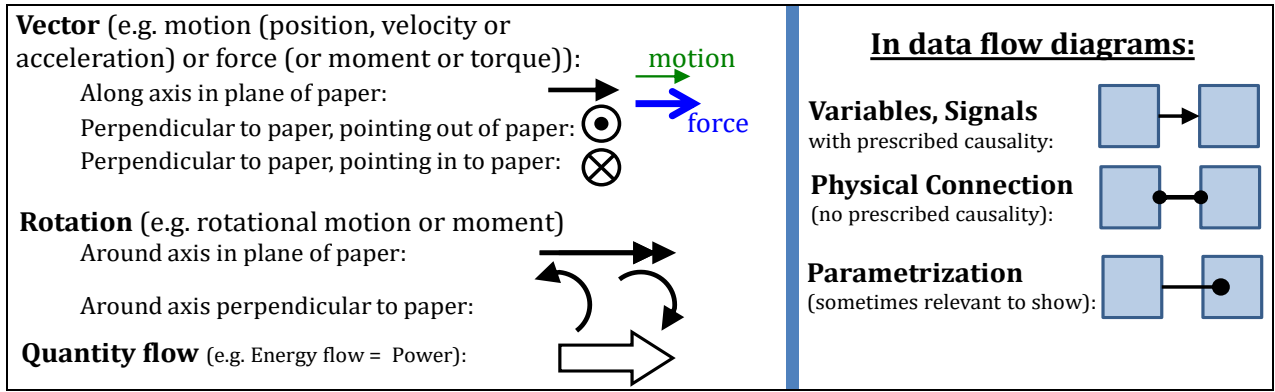 Vector (e.g. motion (position, velocity or
acceleration) or force (or moment or torque)):
motion
Along axis in plane of paper:
force
Perpendicular to paper, pointing out of paper:
Perpendicular to paper, pointing in to paper:
Rotation (e.g. rotational motion or moment)
Around axis in plane of paper:
Around axis perpendicular to paper:
Quantity flow (e.g. Energy flow = Power):
In data flow diagrams:
Variables, Signals
with prescribed causality:
Physical Connection
(no prescribed causality):
Parametrization
(sometimes relevant to show):